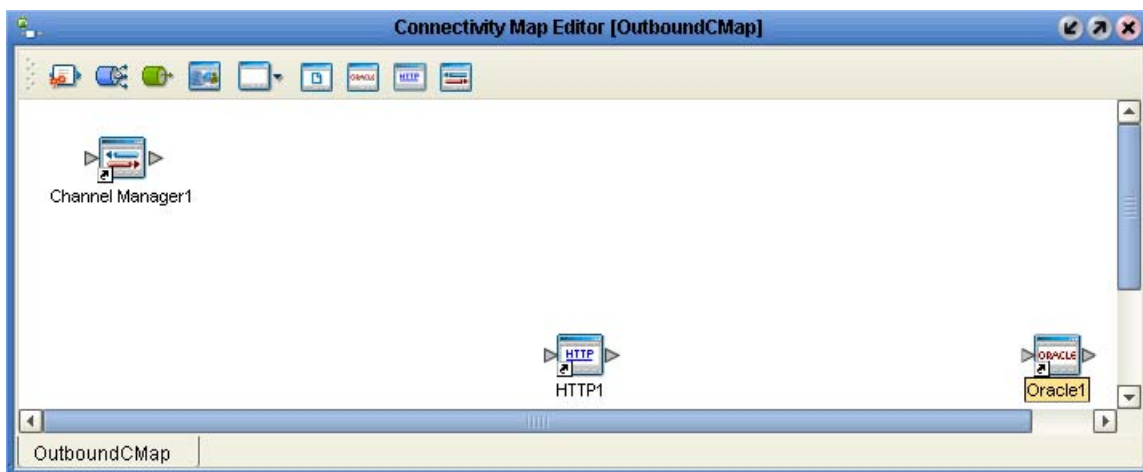 Connectivity Map Editor [OutboundCMap]
ORACLE HTTP
Channel Manager1
HTTP ORACLE
HTTP1 Oracle1
OutboundCMap